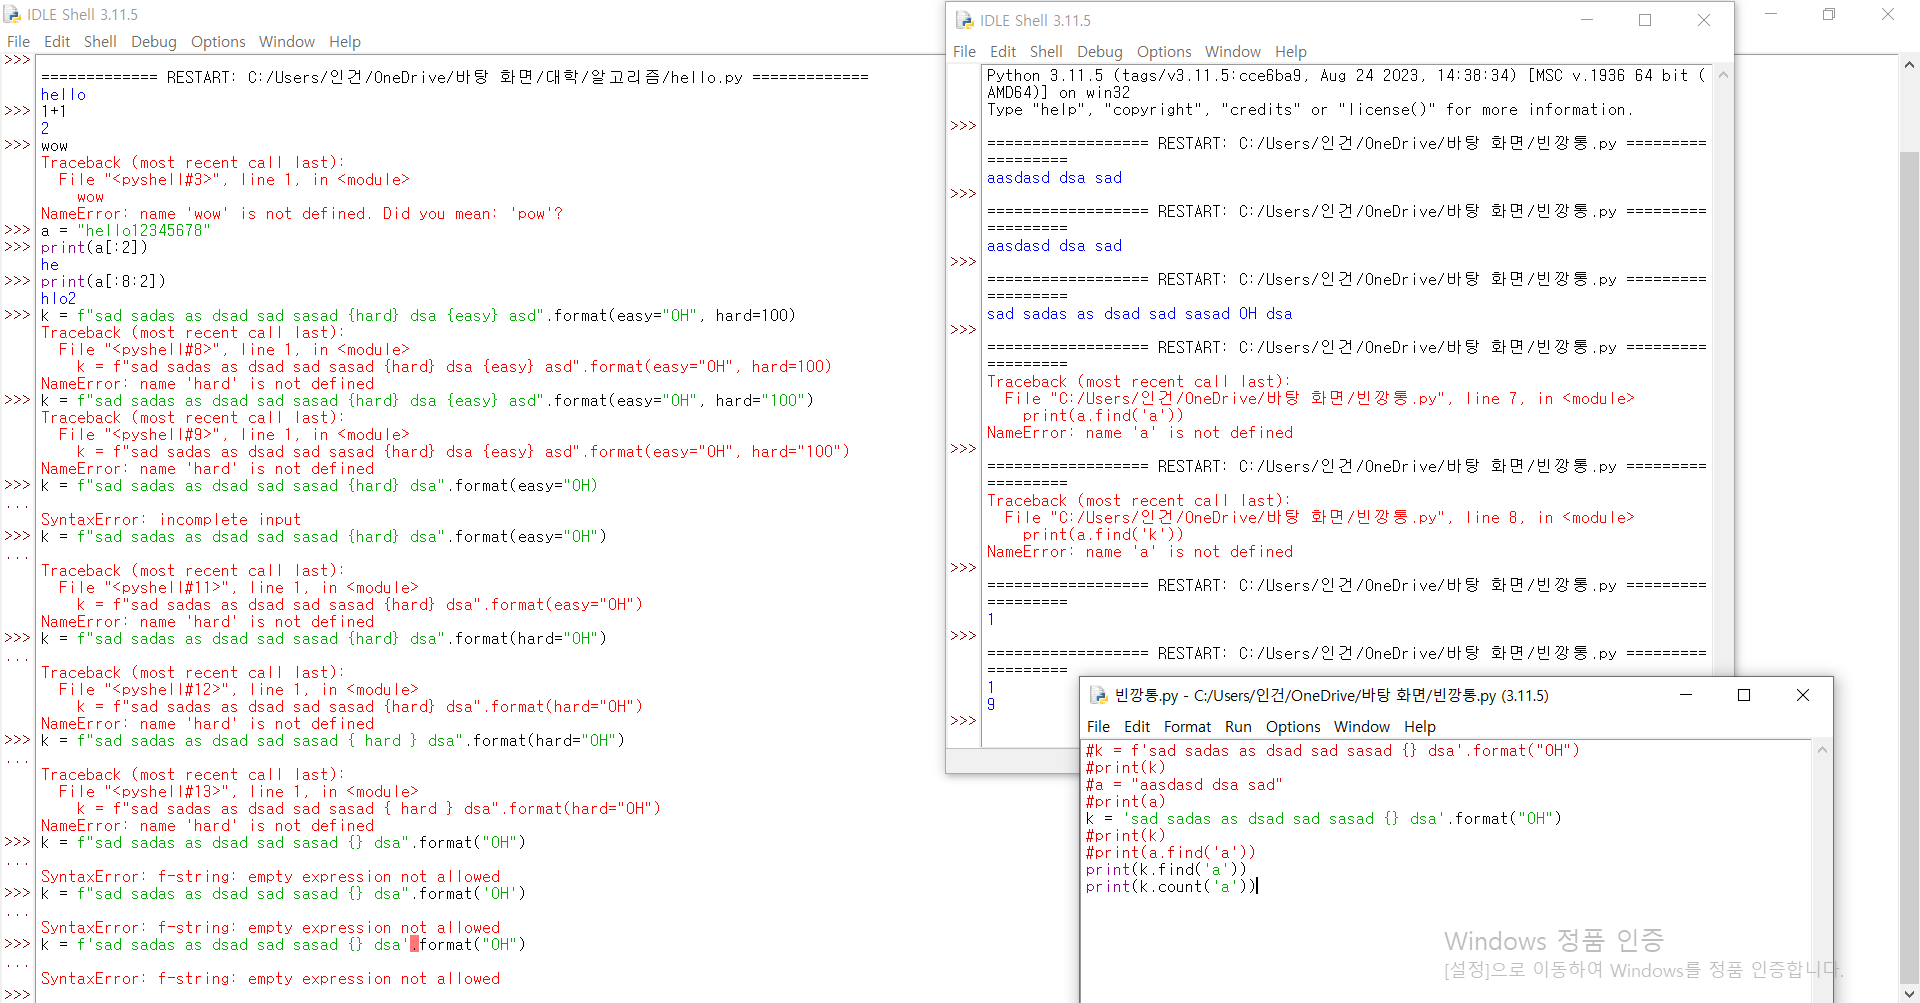 IDLE Shell 3.11.5
File Edit Shell Debug Options Window Help
>>>
============= RESTART: C:/Users/인건/OneDrive/바탕 화면/대학/알고리즘/hello.py =============
hello
>>> 1+1
2
>>> wow
Traceback (most recent call last):
  File "<pyshell#3>", line 1, in <module>
    wow
NameError: name 'wow' is not defined. Did you mean: 'pow'?
>>> a = "hello12345678"
>>> print(a[:2])
he
>>> print(a[:8:2])
hlo2
>>> k = f"sad sadas as dsad sad sasad {hard} dsa {easy} asd".format(easy="OH", hard=100)
Traceback (most recent call last):
  File "<pyshell#8>", line 1, in <module>
    k = f"sad sadas as dsad sad sasad {hard} dsa {easy} asd".format(easy="OH", hard=100)
NameError: name 'hard' is not defined
>>> k = f"sad sadas as dsad sad sasad {hard} dsa {easy} asd".format(easy="OH", hard="100")
Traceback (most recent call last):
  File "<pyshell#9>", line 1, in <module>
    k = f"sad sadas as dsad sad sasad {hard} dsa {easy} asd".format(easy="OH", hard="100")
NameError: name 'hard' is not defined
>>> k = f"sad sadas as dsad sad sasad {hard} dsa".format(easy="OH)
...
SyntaxError: incomplete input
>>> k = f"sad sadas as dsad sad sasad {hard} dsa".format(easy="OH")
...
Traceback (most recent call last):
  File "<pyshell#11>", line 1, in <module>
    k = f"sad sadas as dsad sad sasad {hard} dsa".format(easy="OH")
NameError: name 'hard' is not defined
>>> k = f"sad sadas as dsad sad sasad {hard} dsa".format(hard="OH")
...
Traceback (most recent call last):
  File "<pyshell#12>", line 1, in <module>
    k = f"sad sadas as dsad sad sasad {hard} dsa".format(hard="OH")
NameError: name 'hard' is not defined
>>> k = f"sad sadas as dsad sad sasad { hard } dsa".format(hard="OH")
...
Traceback (most recent call last):
  File "<pyshell#13>", line 1, in <module>
    k = f"sad sadas as dsad sad sasad { hard } dsa".format(hard="OH")
NameError: name 'hard' is not defined
>>> k = f"sad sadas as dsad sad sasad {} dsa".format("OH")
...
SyntaxError: f-string: empty expression not allowed
>>> k = f"sad sadas as dsad sad sasad {} dsa".format('OH')
...
SyntaxError: f-string: empty expression not allowed
>>> k = f'sad sadas as dsad sad sasad {} dsa'.format("OH")
...
SyntaxError: f-string: empty expression not allowed
>>>
IDLE Shell 3.11.5
File Edit Shell Debug Options Window Help
Python 3.11.5 (tags/v3.11.5:cce6ba9, Aug 24 2023, 14:38:34) [MSC v.1936 64 bit (
AMD64)] on win32
Type "help", "copyright", "credits" or "license()" for more information.
>>>
================== RESTART: C:/Users/인건/OneDrive/바탕 화면/빈깡통.py =========
=========
aasdasd dsa sad
>>>
================== RESTART: C:/Users/인건/OneDrive/바탕 화면/빈깡통.py =========
=========
aasdasd dsa sad
>>>
================== RESTART: C:/Users/인건/OneDrive/바탕 화면/빈깡통.py =========
=========
sad sadas as dsad sad sasad OH dsa
>>>
================== RESTART: C:/Users/인건/OneDrive/바탕 화면/빈깡통.py =========
=========
Traceback (most recent call last):
  File "C:/Users/인건/OneDrive/바탕 화면/빈깡통.py", line 7, in <module>
    print(a.find('a'))
NameError: name 'a' is not defined
>>>
================== RESTART: C:/Users/인건/OneDrive/바탕 화면/빈깡통.py =========
=========
Traceback (most recent call last):
  File "C:/Users/인건/OneDrive/바탕 화면/빈깡통.py", line 8, in <module>
    print(a.find('k'))
NameError: name 'a' is not defined
>>>
================== RESTART: C:/Users/인건/OneDrive/바탕 화면/빈깡통.py =========
=========
1
>>>
================== RESTART: C:/Users/인건/OneDrive/바탕 화면/빈깡통.py =========
=========
1
9
>>>
빈깡통.py - C:/Users/인건/OneDrive/바탕 화면/빈깡통.py (3.11.5)
File Edit Format Run Options Window Help
#k = f'sad sadas as dsad sad sasad {} dsa'.format("OH")
#print(k)
#a = "aasdasd dsa sad"
#print(a)
k = 'sad sadas as dsad sad sasad {} dsa'.format("OH")
#print(k)
#print(a.find('a'))
print(k.find('a'))
print(k.count('a'))
Windows 정품 인증
[설정]으로 이동하여 Windows를 정품 인증합니다.